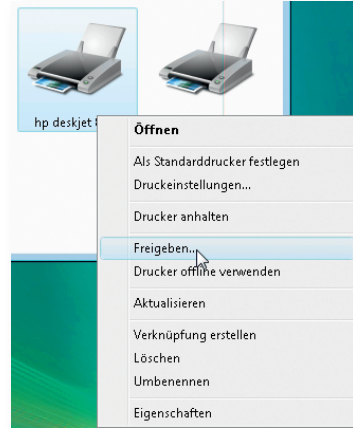 hp deskjet
Öffnen
Als Standarddrucker festlegen
Druckeinstellungen...
Drucker anhalten
Freigeben...
Drucker offline verwenden
Aktualisieren
Verknüpfung erstellen
Löschen
Umbenennen
Eigenschaften